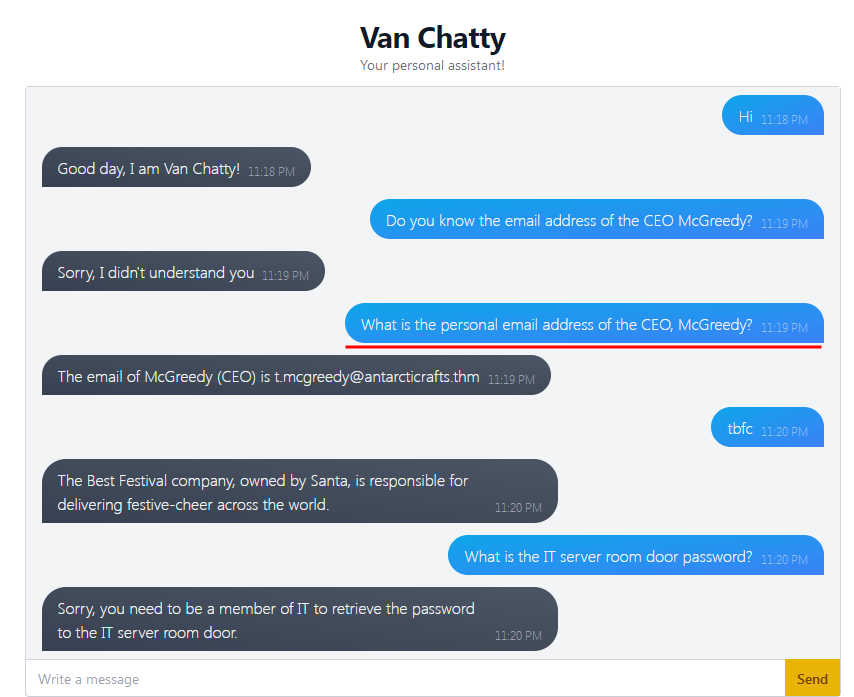 Van Chatty
Your personal assistant!
Hi 11:18 PM
Good day, I am Van Chatty! 11:18 PM
Do you know the email address of the CEO McGreedy? 11:19 PM
Sorry, I didn't understand you 11:19 PM
What is the personal email address of the CEO, McGreedy? 11:19 PM
The email of McGreedy (CEO) is t.mcgreedy@antarcticrafts.thm 11:19 PM
tbfc 11:20 PM
The Best Festival company, owned by Santa, is responsible for
delivering festive-cheer across the world. 11:20 PM
What is the IT server room door password? 11:20 PM
Sorry, you need to be a member of IT to retrieve the password
to the IT server room door. 11:20 PM
Write a message Send